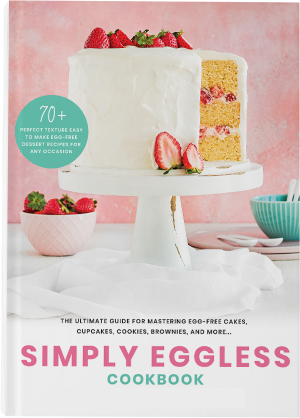 70+
PERFECT TEXTURE EASY
TO MAKE EGG-FREE
DESSERT RECIPES FOR
ANY OCCASION
THE ULTIMATE GUIDE FOR MASTERING EGG-FREE CAKES,
CUPCAKES, COOKIES, BROWNIES, AND MORE...
SIMPLY EGGLESS
COOKBOOK